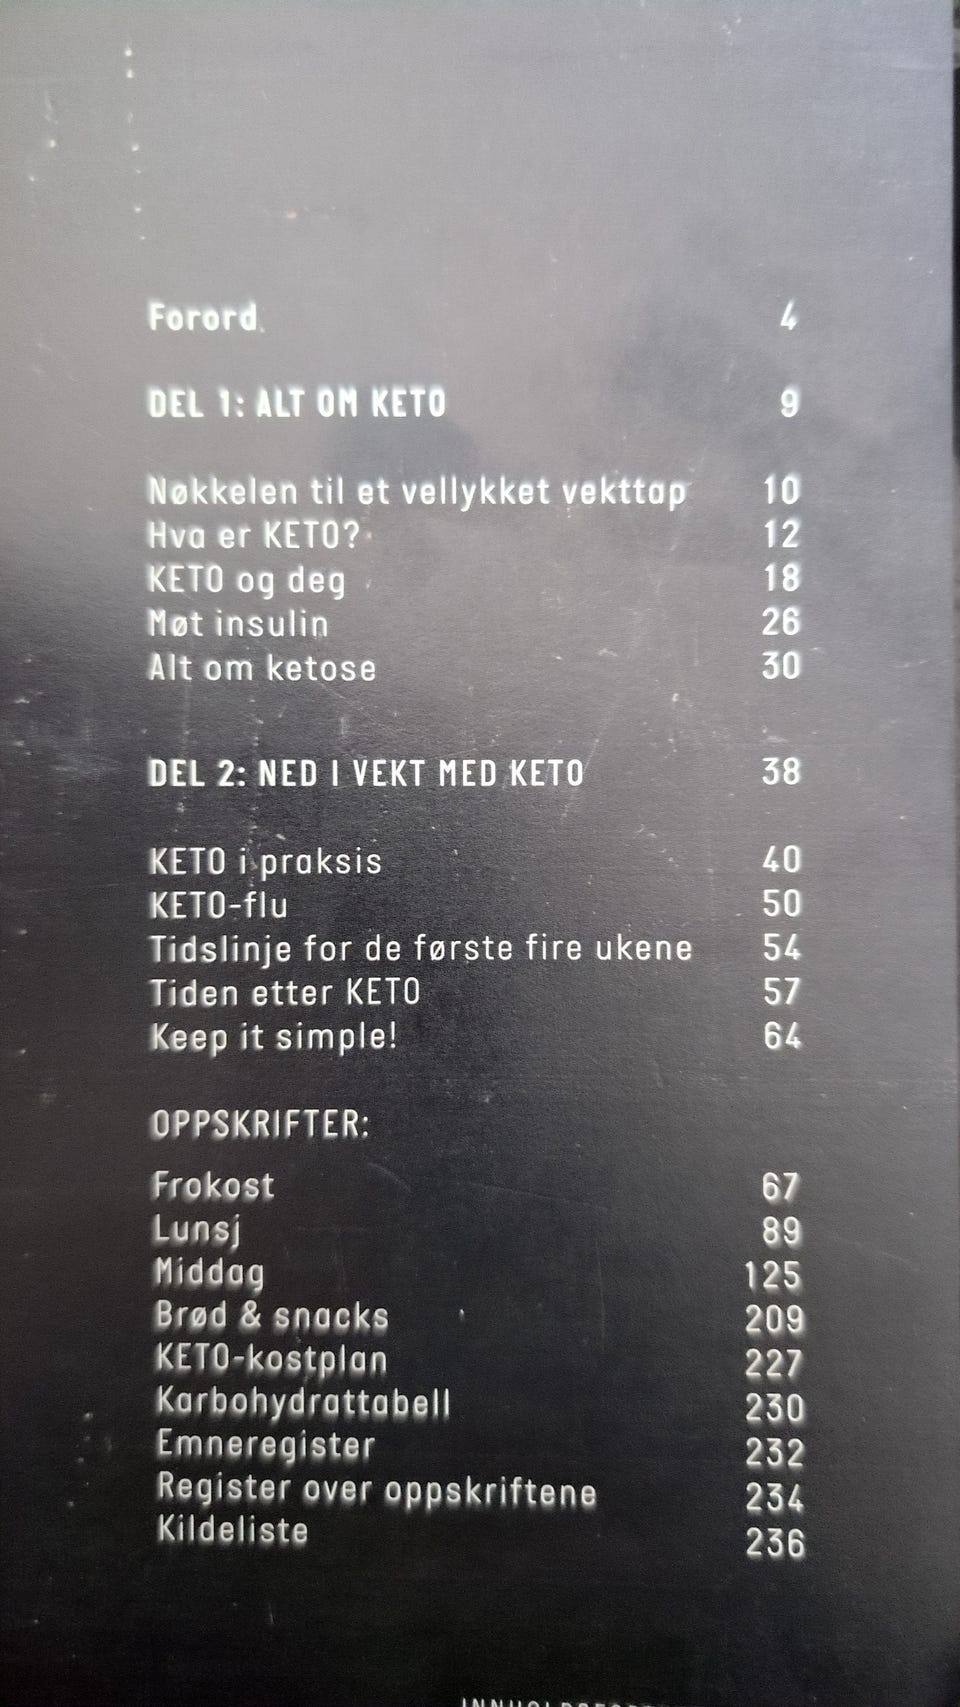 Forord 4
DEL 1: ALT OM KETO 9
Nøkkelen til et vellykket vekttap 10
Hva er KETO? 12
KETO og deg 18
Møt insulin 26
Alt om ketose 30
DEL 2: NED I VEKT MED KETO 38
KETO i praksis 40
KETO-flu 50
Tidslinje for de første fire ukene 54
Tiden etter KETO 57
Keep it simple! 64
OPPSKRIFTER:
Frokost 67
Lunsj 89
Middag 125
Brød & snacks 209
KETO-kostplan 227
Karbohydrattabell 230
Emneregister 232
Register over oppskriftene 234
Kildeliste 236